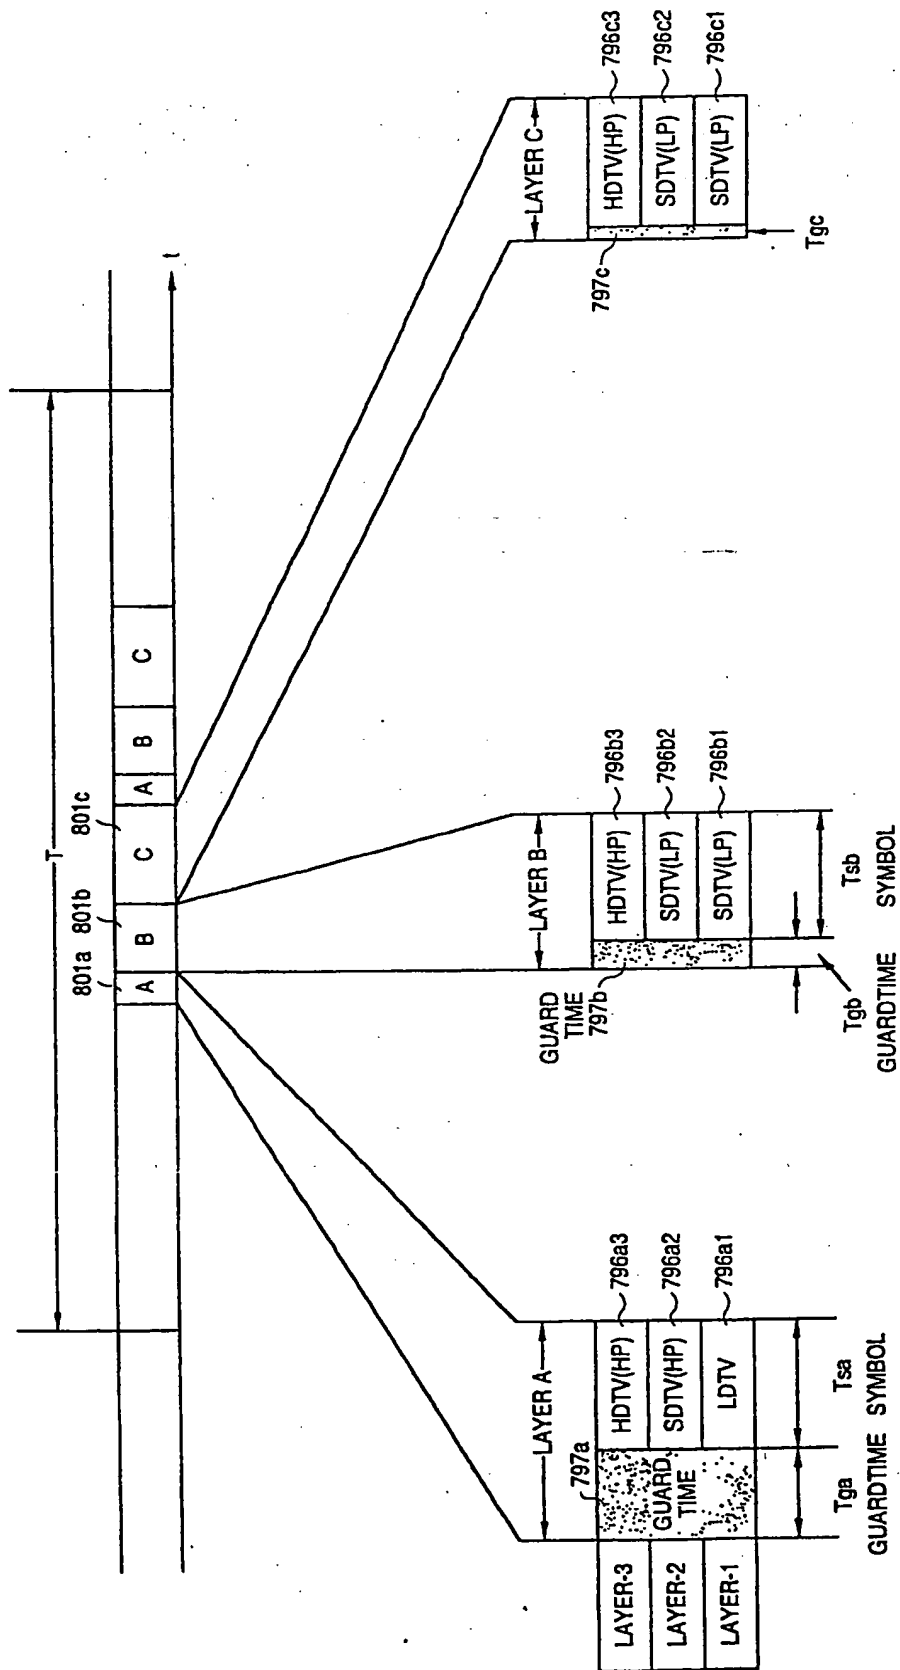 T
801a
801b
801c
A
B
C
A
B
C
t
LAYER A
LAYER B
LAYER C
797a
LAYER-3
LAYER-2
LAYER-1
GUARD
TIME
HDTV(HP)
SDTV(HP)
LDTV
796a3
796a2
796a1
Tga
Tsa
GUARDTIME SYMBOL
GUARD
TIME
797b
HDTV(HP)
SDTV(LP)
SDTV(LP)
796b3
796b2
796b1
Tgb
Tsb
GUARDTIME
SYMBOL
797c
HDTV(HP)
SDTV(LP)
SDTV(LP)
796c3
796c2
796c1
Tgc